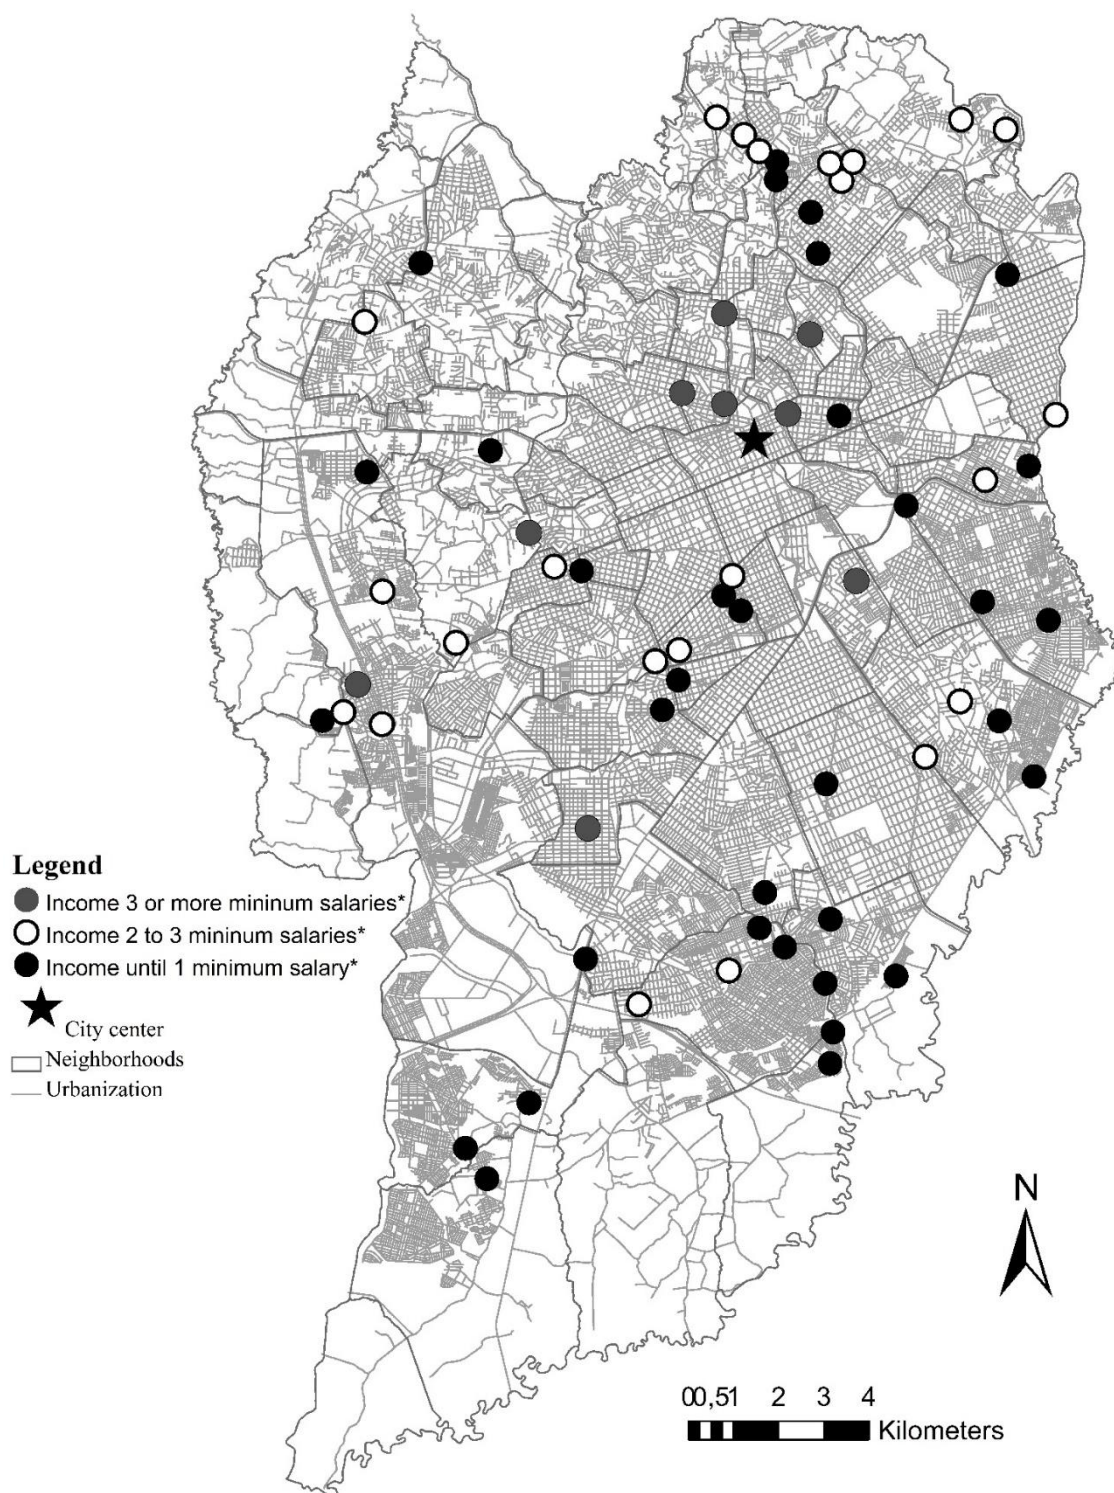 Legend
Income 3 or more mininum salaries*
Income 2 to 3 mininum salaries*
Income until 1 minimum salary*
City center
Neighborhoods
Urbanization
N
00,51 2 3 4
Kilometers